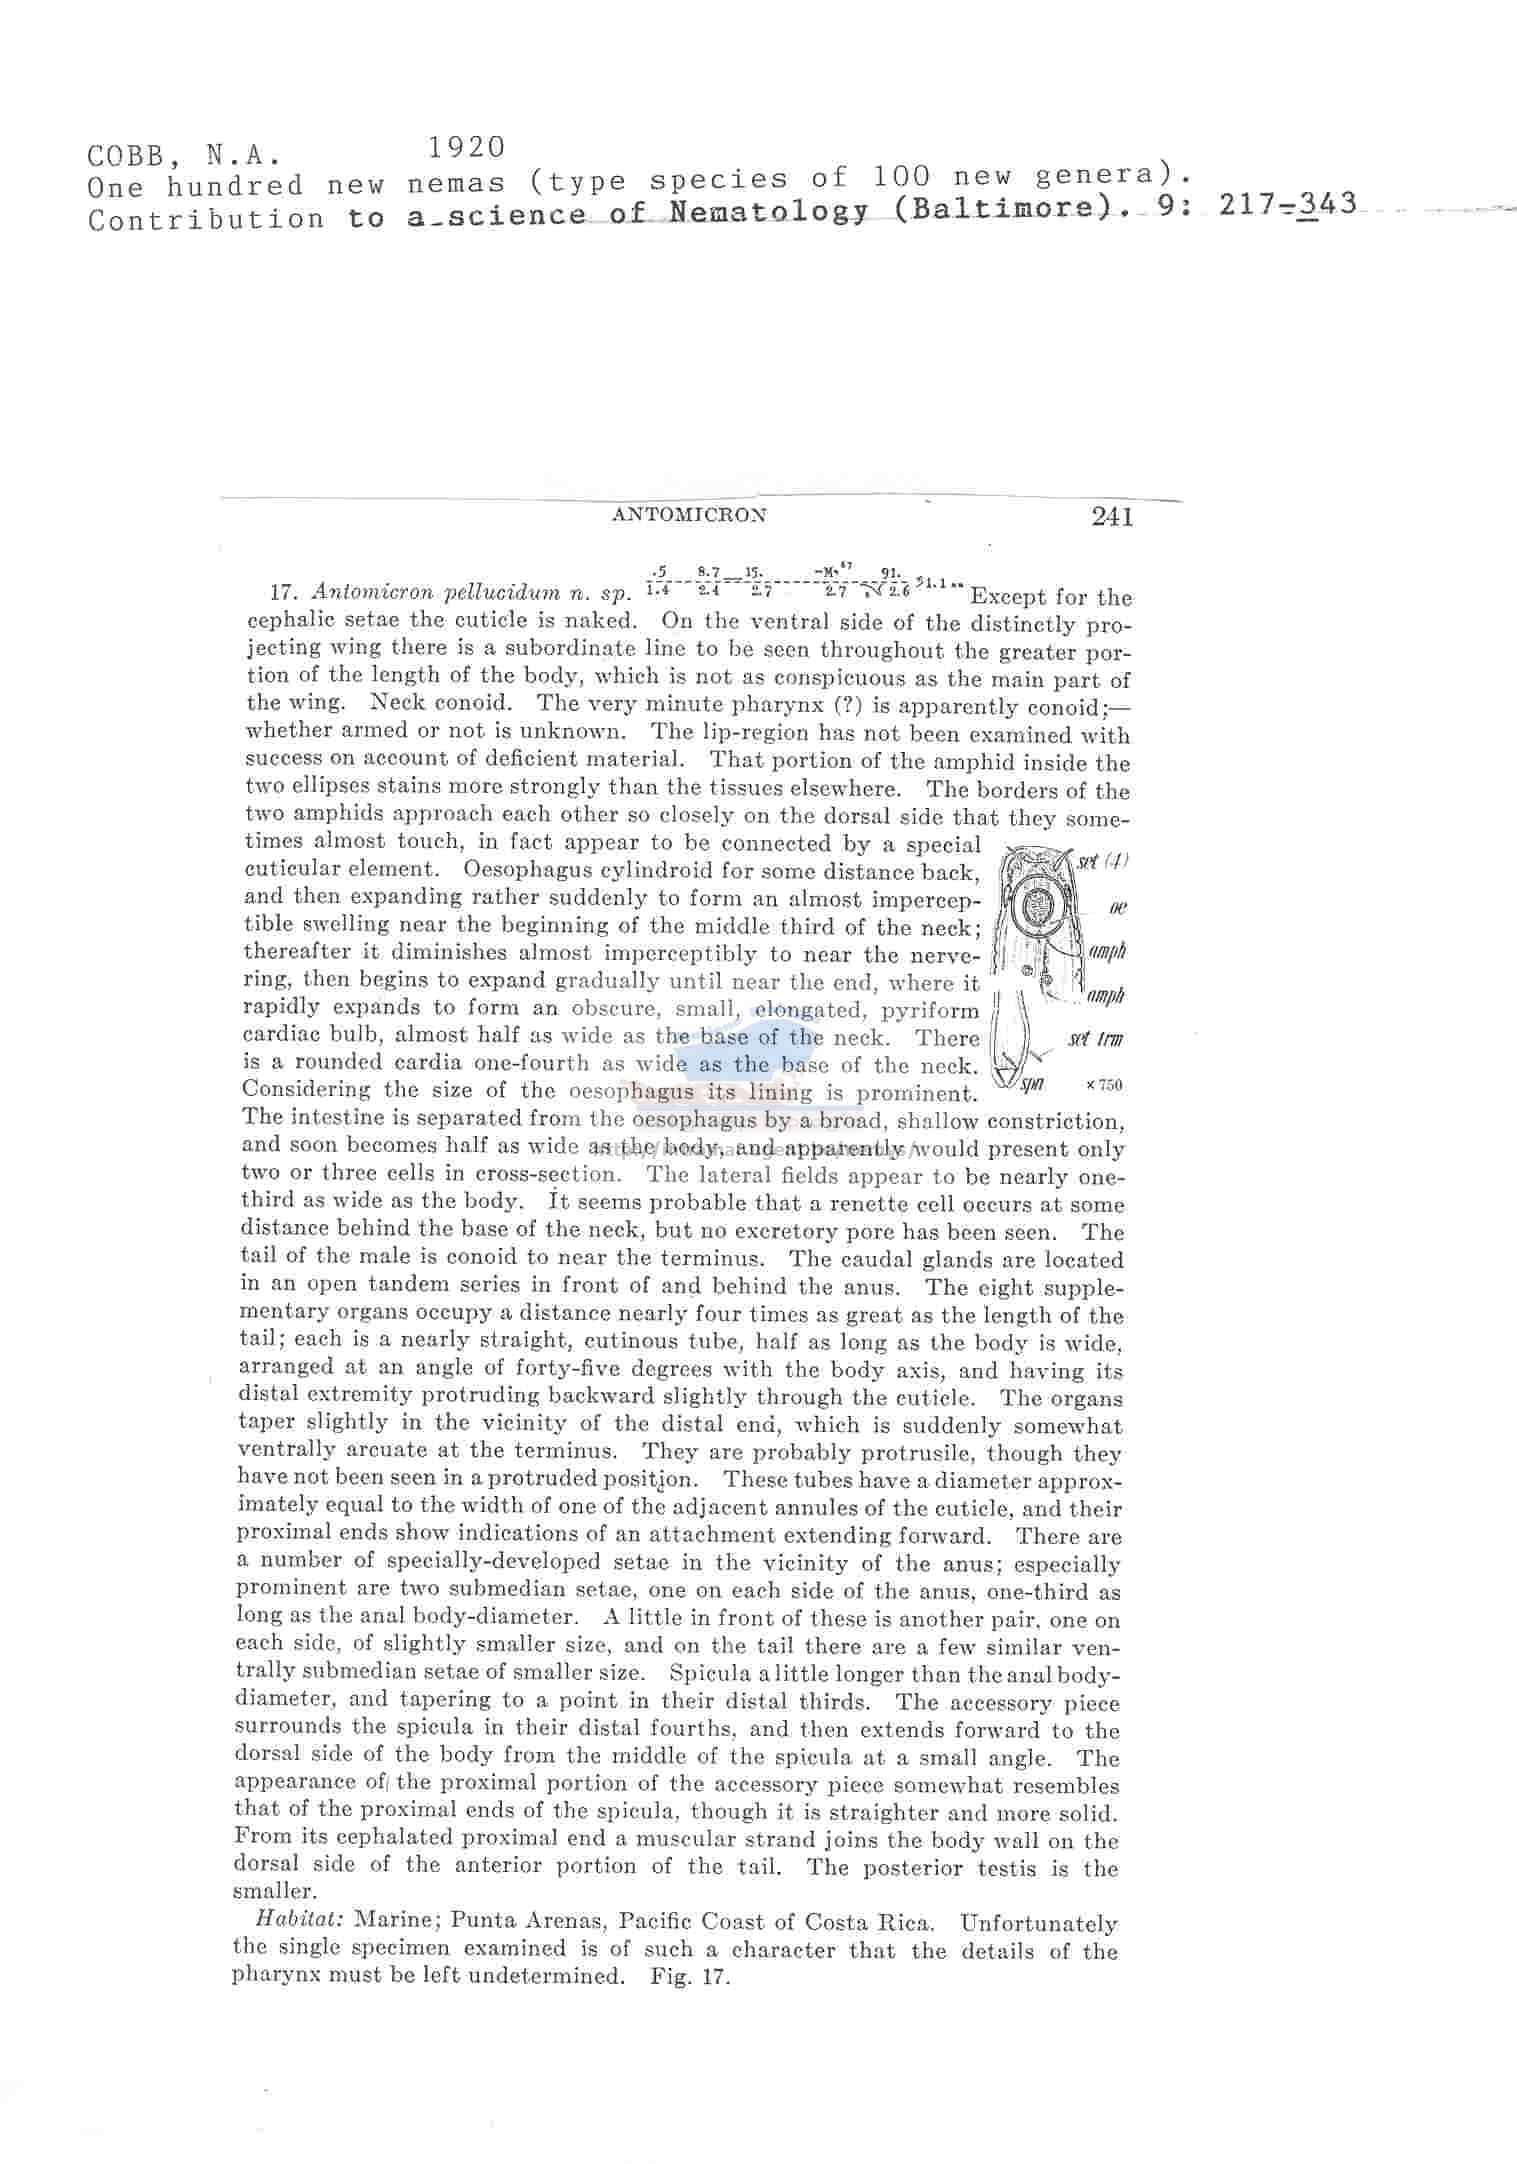 COBB, N.A. 1920
One hundred new nemas (type species of 100 new genera).
Contribution to a science of Nematology (Baltimore). 9: 217-343
ANTOMICRON 241
.5 8.7 15. -M 67 91.
17. Antomicron pellucidum n. sp. 1.4 2.4 2.7 2.7 2.6 1.1 mm Except for the
cephalic setae the cuticle is naked. On the ventral side of the distinctly pro-
jecting wing there is a subordinate line to be seen throughout the greater por-
tion of the length of the body, which is not as conspicuous as the main part of
the wing. Neck conoid. The very minute pharynx (?) is apparently conoid;—
whether armed or not is unknown. The lip-region has not been examined with
success on account of deficient material. That portion of the amphid inside the
two ellipses stains more strongly than the tissues elsewhere. The borders of the
two amphids approach each other so closely on the dorsal side that they some-
times almost touch, in fact appear to be connected by a special
cuticular element. Oesophagus cylindroid for some distance back,
and then expanding rather suddenly to form an almost impercep-
tible swelling near the beginning of the middle third of the neck;
thereafter it diminishes almost imperceptibly to near the nerve-
ring, then begins to expand gradually until near the end, where it
rapidly expands to form an obscure, small, elongated, pyriform
cardiac bulb, almost half as wide as the base of the neck. There
is a rounded cardia one-fourth as wide as the base of the neck.
Considering the size of the oesophagus its lining is prominent.
set (4)
oe
amph
amph
set trm
spn × 750
The intestine is separated from the oesophagus by a broad, shallow constriction,
and soon becomes half as wide as the body, and apparently would present only
two or three cells in cross-section. The lateral fields appear to be nearly one-
third as wide as the body. It seems probable that a renette cell occurs at some
distance behind the base of the neck, but no excretory pore has been seen. The
tail of the male is conoid to near the terminus. The caudal glands are located
in an open tandem series in front of and behind the anus. The eight supple-
mentary organs occupy a distance nearly four times as great as the length of the
tail; each is a nearly straight, cutinous tube, half as long as the body is wide,
arranged at an angle of forty-five degrees with the body axis, and having its
distal extremity protruding backward slightly through the cuticle. The organs
taper slightly in the vicinity of the distal end, which is suddenly somewhat
ventrally arcuate at the terminus. They are probably protrusile, though they
have not been seen in a protruded position. These tubes have a diameter approx-
imately equal to the width of one of the adjacent annules of the cuticle, and their
proximal ends show indications of an attachment extending forward. There are
a number of specially-developed setae in the vicinity of the anus; especially
prominent are two submedian setae, one on each side of the anus, one-third as
long as the anal body-diameter. A little in front of these is another pair, one on
each side, of slightly smaller size, and on the tail there are a few similar ven-
trally submedian setae of smaller size. Spicula a little longer than the anal body-
diameter, and tapering to a point in their distal thirds. The accessory piece
surrounds the spicula in their distal fourths, and then extends forward to the
dorsal side of the body from the middle of the spicula at a small angle. The
appearance of the proximal portion of the accessory piece somewhat resembles
that of the proximal ends of the spicula, though it is straighter and more solid.
From its cephalated proximal end a muscular strand joins the body wall on the
dorsal side of the anterior portion of the tail. The posterior testis is the
smaller.
Habitat: Marine; Punta Arenas, Pacific Coast of Costa Rica. Unfortunately
the single specimen examined is of such a character that the details of the
pharynx must be left undetermined. Fig. 17.